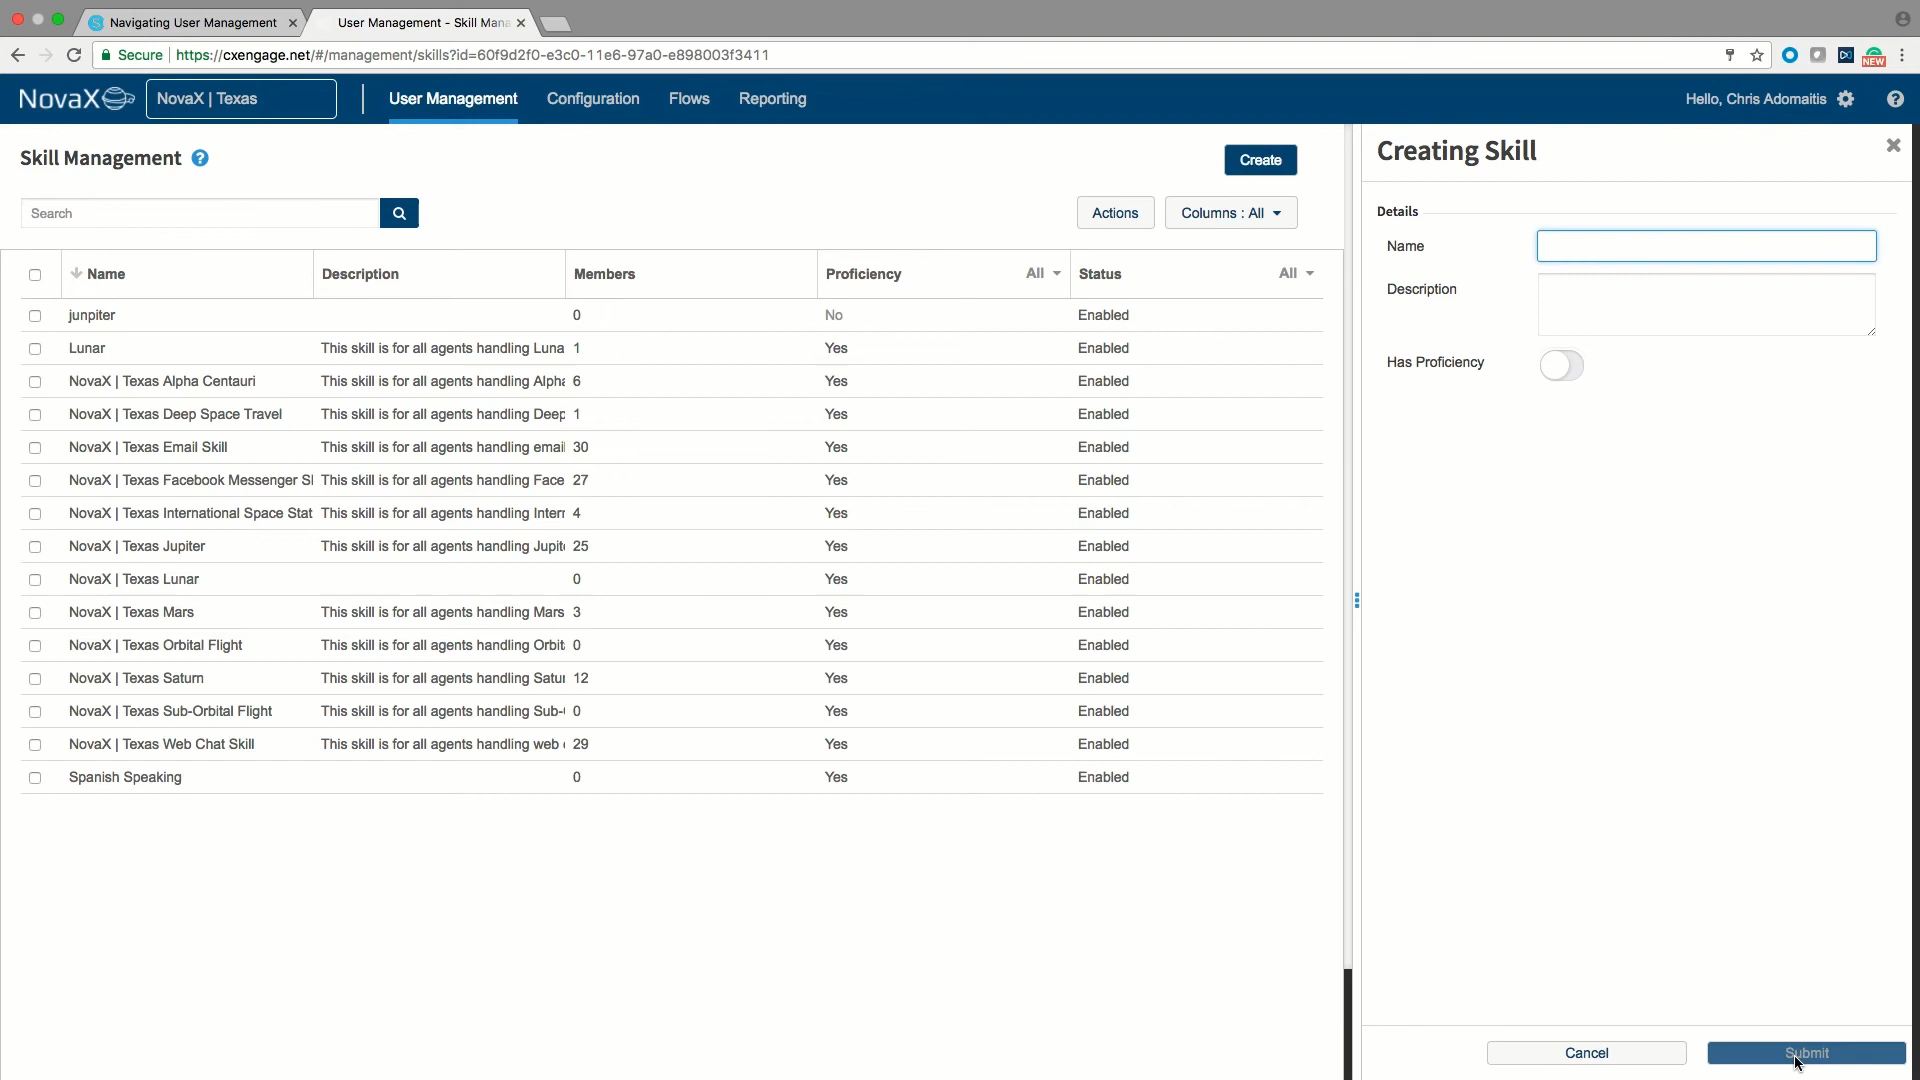 Navigating User Management
User Management - Skill Mana
Secure https://cxengage.net/#/management/skills?id=60f9d2f0-e3c0-11e6-97a0-e898003f3411
NEW
NovaX
NovaX | Texas
User Management Configuration Flows Reporting
Hello, Chris Adomaitis
Skill Management
Create
Search
Actions
Columns : All
Name Description Members Proficiency All Status All
junpiter 0 No Enabled
Lunar This skill is for all agents handling Luna 1 Yes Enabled
NovaX | Texas Alpha Centauri This skill is for all agents handling Alpha 6 Yes Enabled
NovaX | Texas Deep Space Travel This skill is for all agents handling Deep 1 Yes Enabled
NovaX | Texas Email Skill This skill is for all agents handling email 30 Yes Enabled
NovaX | Texas Facebook Messenger Sk This skill is for all agents handling Face 27 Yes Enabled
NovaX | Texas International Space Stat This skill is for all agents handling Intern 4 Yes Enabled
NovaX | Texas Jupiter This skill is for all agents handling Jupite 25 Yes Enabled
NovaX | Texas Lunar 0 Yes Enabled
NovaX | Texas Mars This skill is for all agents handling Mars 3 Yes Enabled
NovaX | Texas Orbital Flight This skill is for all agents handling Orbit 0 Yes Enabled
NovaX | Texas Saturn This skill is for all agents handling Satur 12 Yes Enabled
NovaX | Texas Sub-Orbital Flight This skill is for all agents handling Sub- 0 Yes Enabled
NovaX | Texas Web Chat Skill This skill is for all agents handling web 29 Yes Enabled
Spanish Speaking 0 Yes Enabled
Creating Skill
Details
Name
Description
Has Proficiency
Cancel
Submit